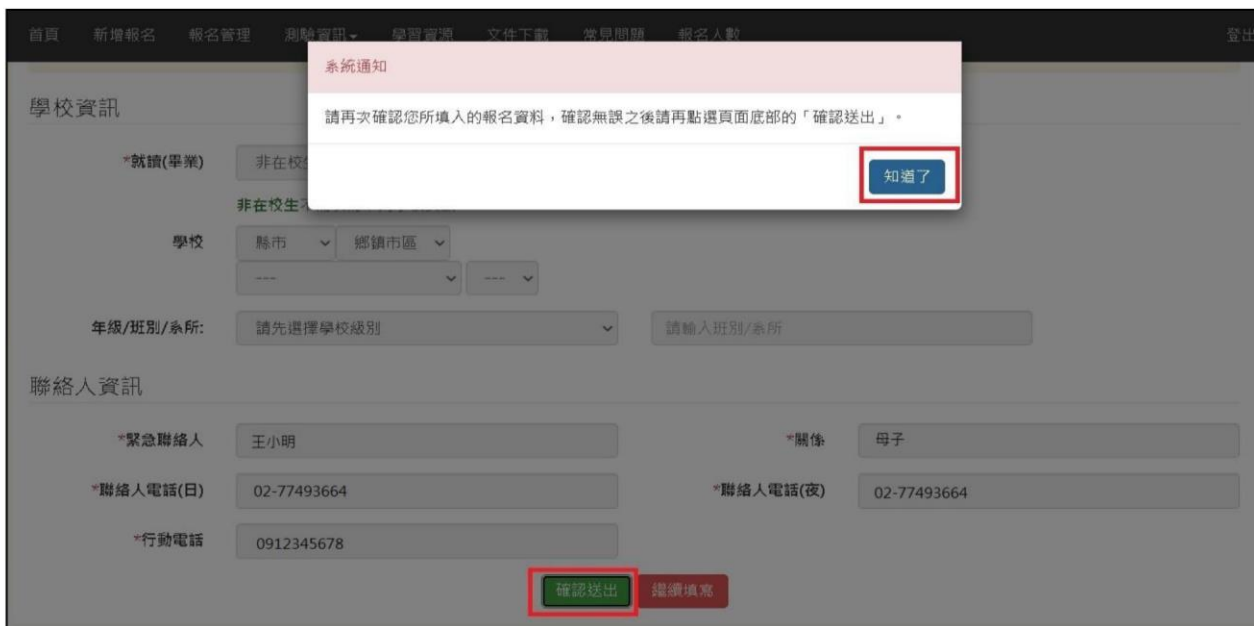 首頁 新增報名 報名管理 測驗資訊 學習資源 文件下載 常見問題 報名人數 登出
系統通知
請再次確認您所填入的報名資料,確認無誤之後請再點選頁面底部的「確認送出」。
知道了
學校資訊
*就讀(畢業) 非在校
非在校生
學校 縣市 鄉鎮市區
--- ---
年級/班別/系所: 請先選擇學校級別 請輸入班別/系所
聯絡人資訊
*緊急聯絡人 王小明 *關係 母子
*聯絡人電話(日) 02-77493664 *聯絡人電話(夜) 02-77493664
*行動電話 0912345678
確認送出 繼續填寫